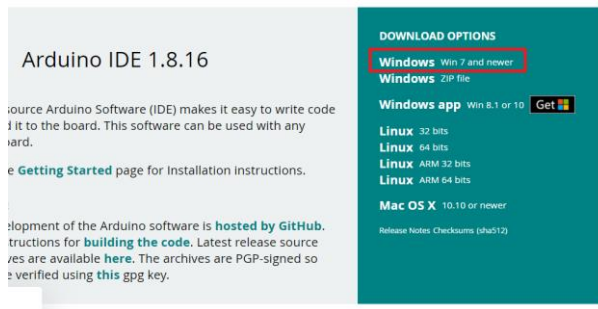 Arduino IDE 1.8.16
source Arduino Software (IDE) makes it easy to write code
it to the board. This software can be used with any
Getting Started page for Installation instructions.
development of the Arduino software is hosted by GitHub.
for building the code. Latest release source
are available here. The archives are PGP-signed so
verified using this gpg key.
DOWNLOAD OPTIONS
Windows Win 7 and newer
Windows ZIP file
Windows app Win 8.1 or 10 Get
Linux 32 bits
Linux 64 bits
Linux ARM 32 bits
Linux ARM 64 bits
Mac OS X 10.10 or newer
Release Notes Checksums (sha512)